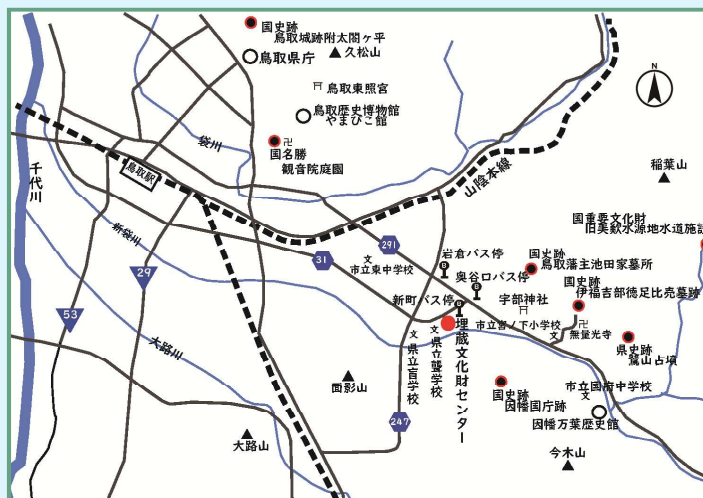 国史跡
鳥取城跡附太閤ヶ平
鳥取県庁
久松山
鳥取東照宮
鳥取歴史博物館
やまびこ館
N
袋川
国名勝
観音院庭園
千代川
鳥取駅
山陰本線
稲葉山
国重要文化財
旧美歎水源地水道施設
新袋川
291
31
文
市立東中学校
岩倉バス停
奥谷口バス停
新町バス停
国史跡
鳥取藩主池田家墓所
国史跡
伊福吉部徳足比売墓跡
宇部神社
市立宮ノ下小学校
文
無量光寺
29
53
大路川
文 県立盲学校
文 県立聾学校
埋蔵文化財センター
県史跡
鷺山古墳
面影山
国史跡
因幡国庁跡
市立国府中学校
文
因幡万葉歴史館
247
大路山
今木山